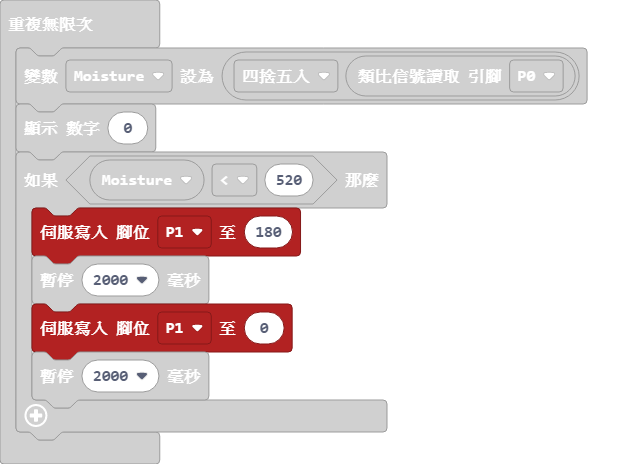 重複無限次
變數 Moisture 設為 四捨五入 類比信號讀取 引腳 P0
顯示 數字 0
如果 Moisture < 520 那麼
伺服寫入 腳位 P1 至 180
暫停 2000 毫秒
伺服寫入 腳位 P1 至 0
暫停 2000 毫秒